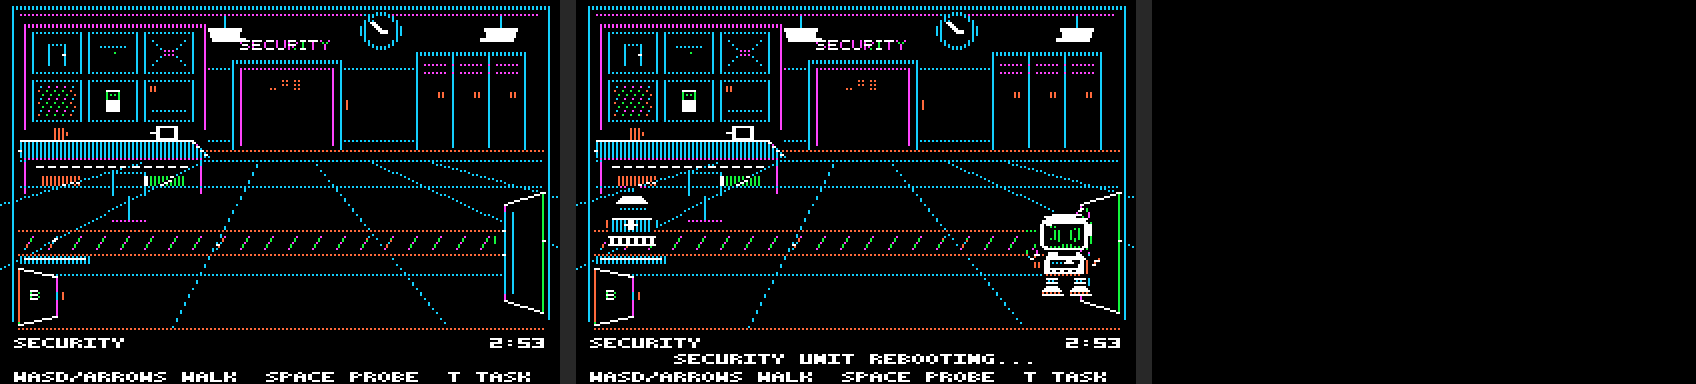 SECURITY
B
SECURITY 2:53
WASD/ARROWS WALK SPACE PROBE T TASK
SECURITY
B
SECURITY 2:53
SECURITY UNIT REBOOTING...
WASD/ARROWS WALK SPACE PROBE T TASK